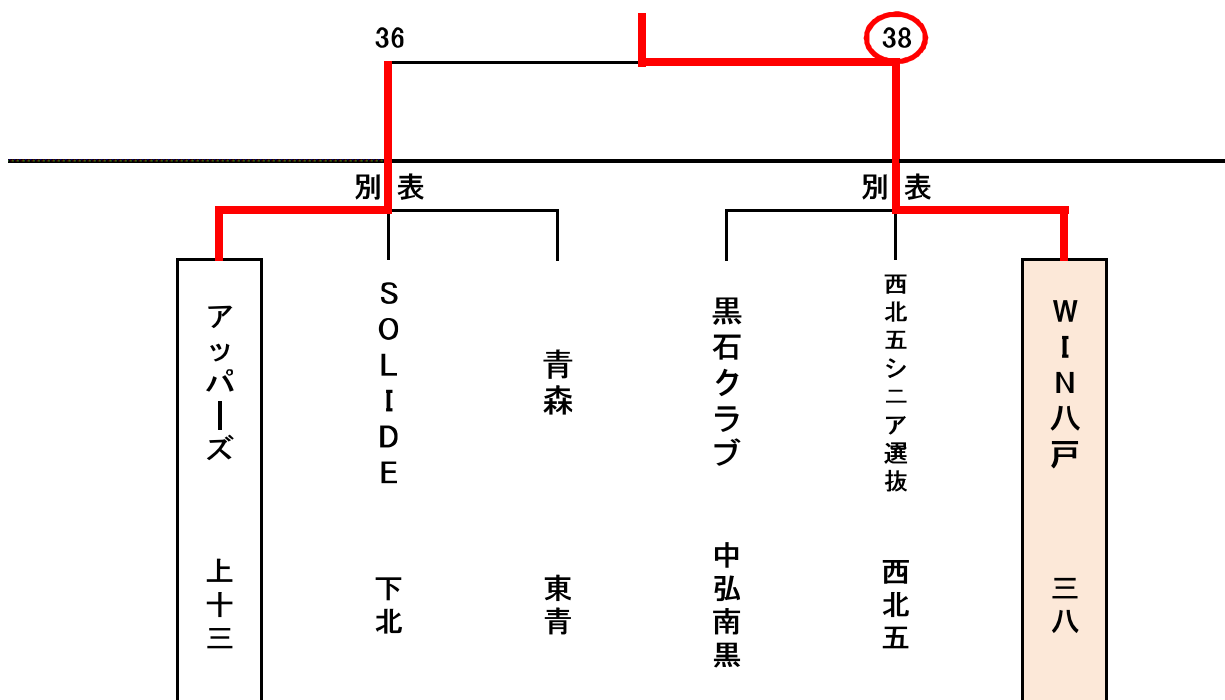 36
38
別表
別表
アッパーズ
SOLIDE
青森
黒石クラブ
西北五シニア選抜
WIN八戸
上十三
下北
東青
中弘南黒
西北五
三八